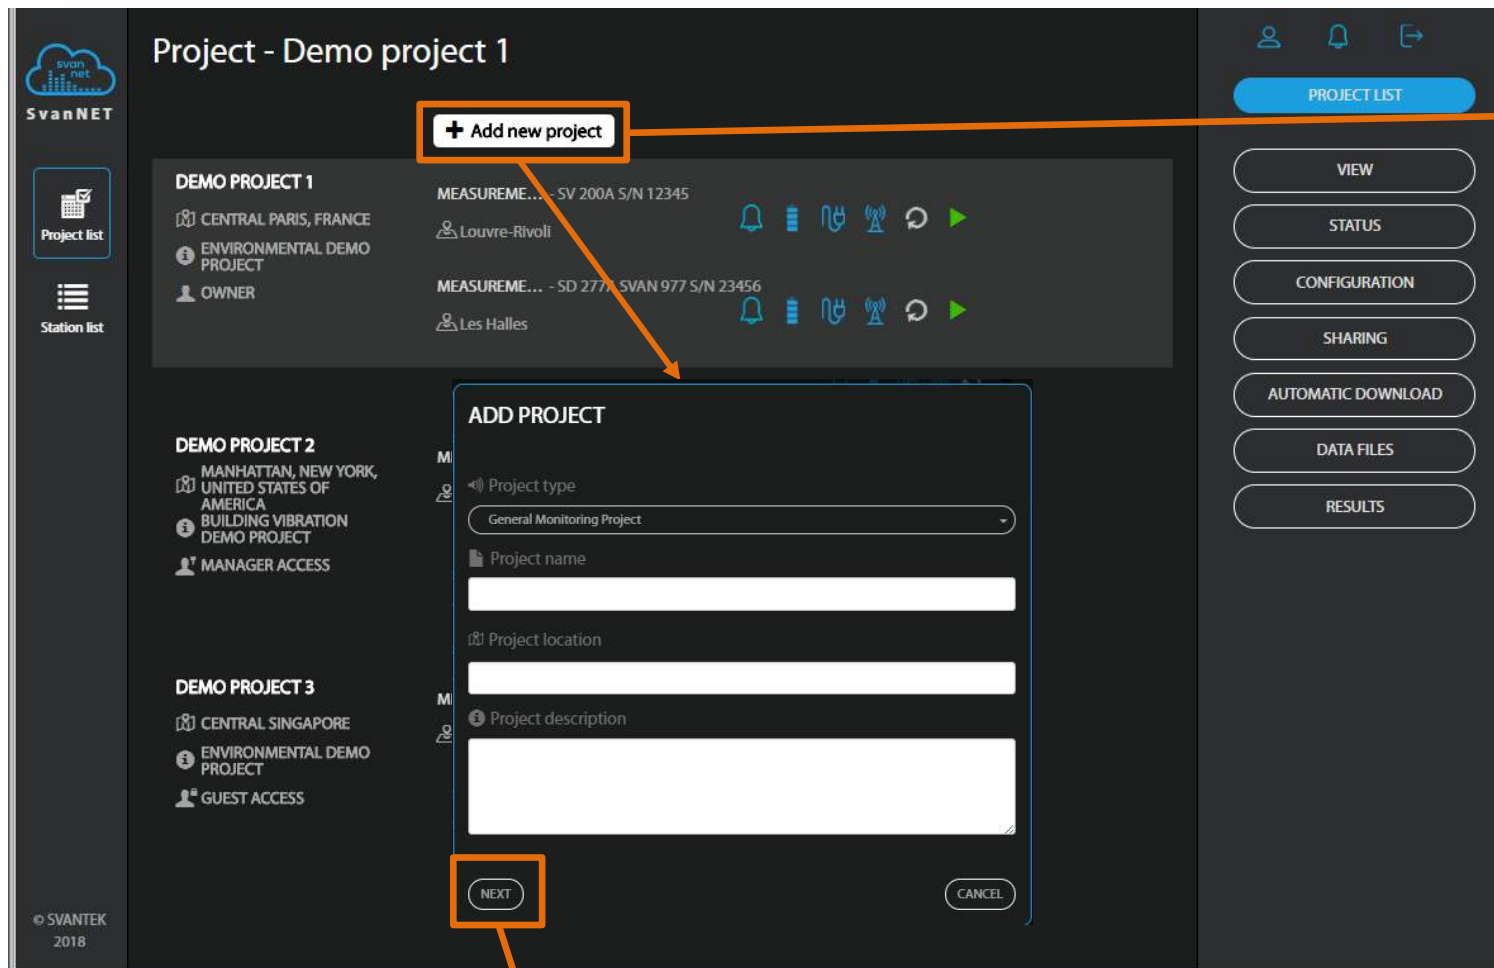 Project - Demo project 1
svan
net
SvanNET
Project list
Station list
© SVANTEK
2018
Add new project
DEMO PROJECT 1
CENTRAL PARIS, FRANCE
ENVIRONMENTAL DEMO
PROJECT
OWNER
MEASUREME... - SV 200A S/N 12345
Louvre-Rivoli
MEASUREME... - SD 277A SVAN 977 S/N 23456
Les Halles
DEMO PROJECT 2
MANHATTAN, NEW YORK,
UNITED STATES OF
AMERICA
BUILDING VIBRATION
DEMO PROJECT
MANAGER ACCESS
DEMO PROJECT 3
CENTRAL SINGAPORE
ENVIRONMENTAL DEMO
PROJECT
GUEST ACCESS
ADD PROJECT
Project type
General Monitoring Project
Project name
Project location
Project description
NEXT
CANCEL
PROJECT LIST
VIEW
STATUS
CONFIGURATION
SHARING
AUTOMATIC DOWNLOAD
DATA FILES
RESULTS